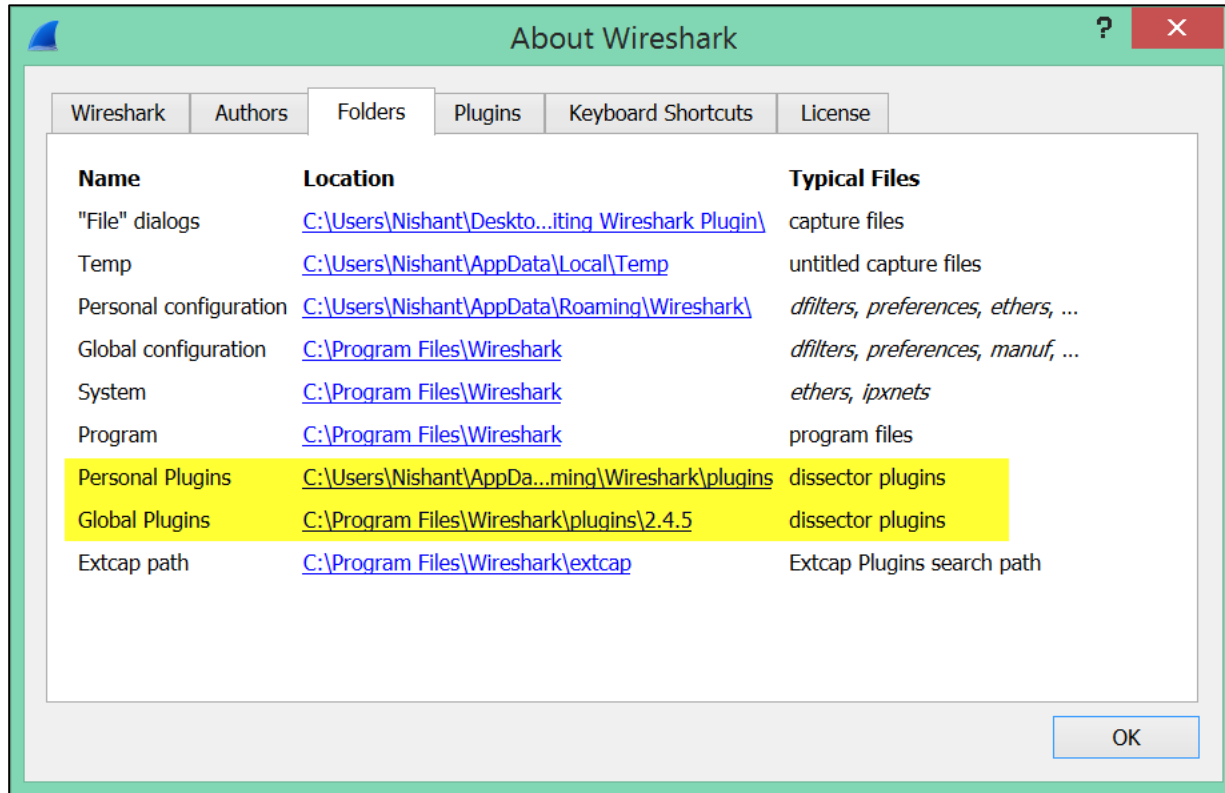 About Wireshark
?
Wireshark Authors Folders Plugins Keyboard Shortcuts License
Name Location Typical Files
"File" dialogs C:\Users\Nishant\Deskto...iting Wireshark Plugin\ capture files
Temp C:\Users\Nishant\AppData\Local\Temp untitled capture files
Personal configuration C:\Users\Nishant\AppData\Roaming\Wireshark\ dfilters, preferences, ethers, ...
Global configuration C:\Program Files\Wireshark dfilters, preferences, manuf, ...
System C:\Program Files\Wireshark ethers, ipxnets
Program C:\Program Files\Wireshark program files
Personal Plugins C:\Users\Nishant\AppDa...ming\Wireshark\plugins dissector plugins
Global Plugins C:\Program Files\Wireshark\plugins\2.4.5 dissector plugins
Extcap path C:\Program Files\Wireshark\extcap Extcap Plugins search path
OK